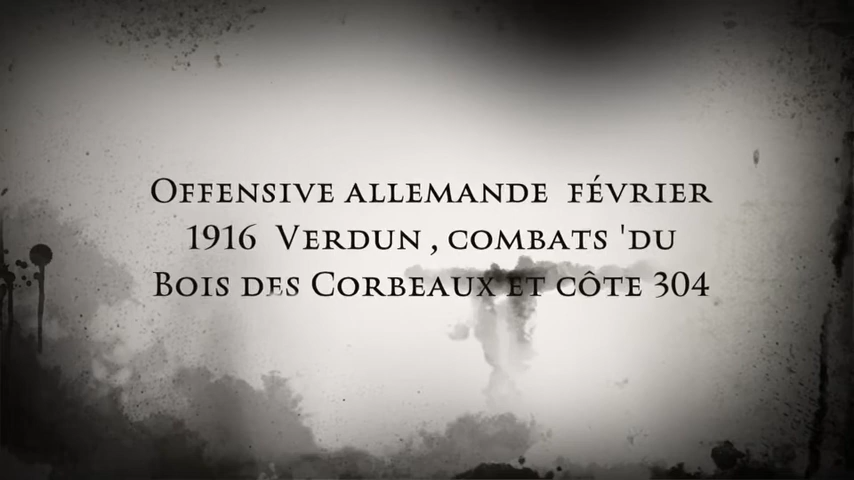 Offensive allemande  février
1916  Verdun , combats 'du
Bois des Corbeaux et côte 304